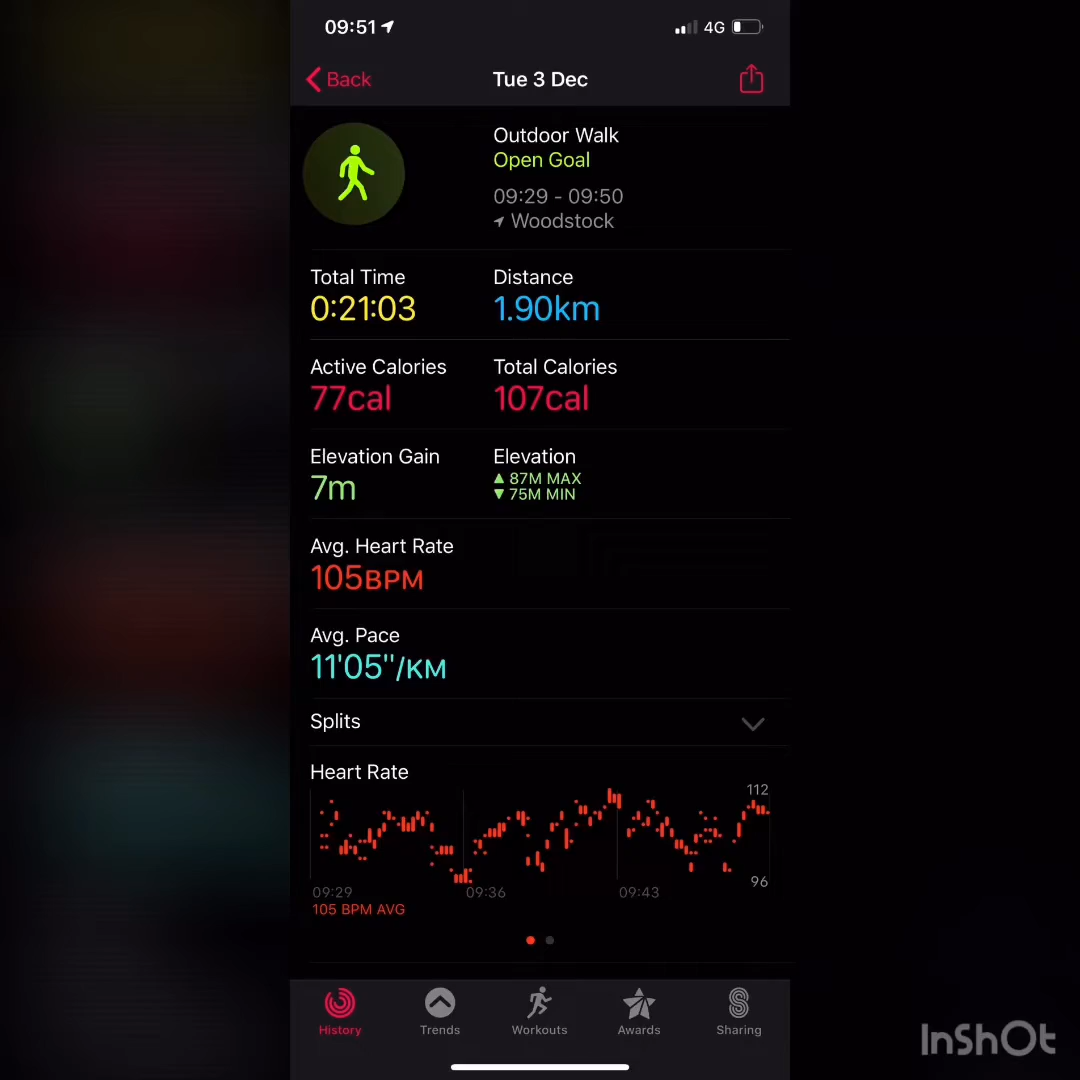 09:51
4G
Back
Tue 3 Dec
Outdoor Walk
Open Goal
09:29 - 09:50
Woodstock
Total Time
0:21:03
Distance
1.90km
Active Calories
77cal
Total Calories
107cal
Elevation Gain
7m
Elevation
▲ 87M MAX
▼ 75M MIN
Avg. Heart Rate
105BPM
Avg. Pace
11'05"/KM
Splits
Heart Rate
112
96
09:29
09:36
09:43
105 BPM AVG
History
Trends
Workouts
Awards
Sharing
InShOt